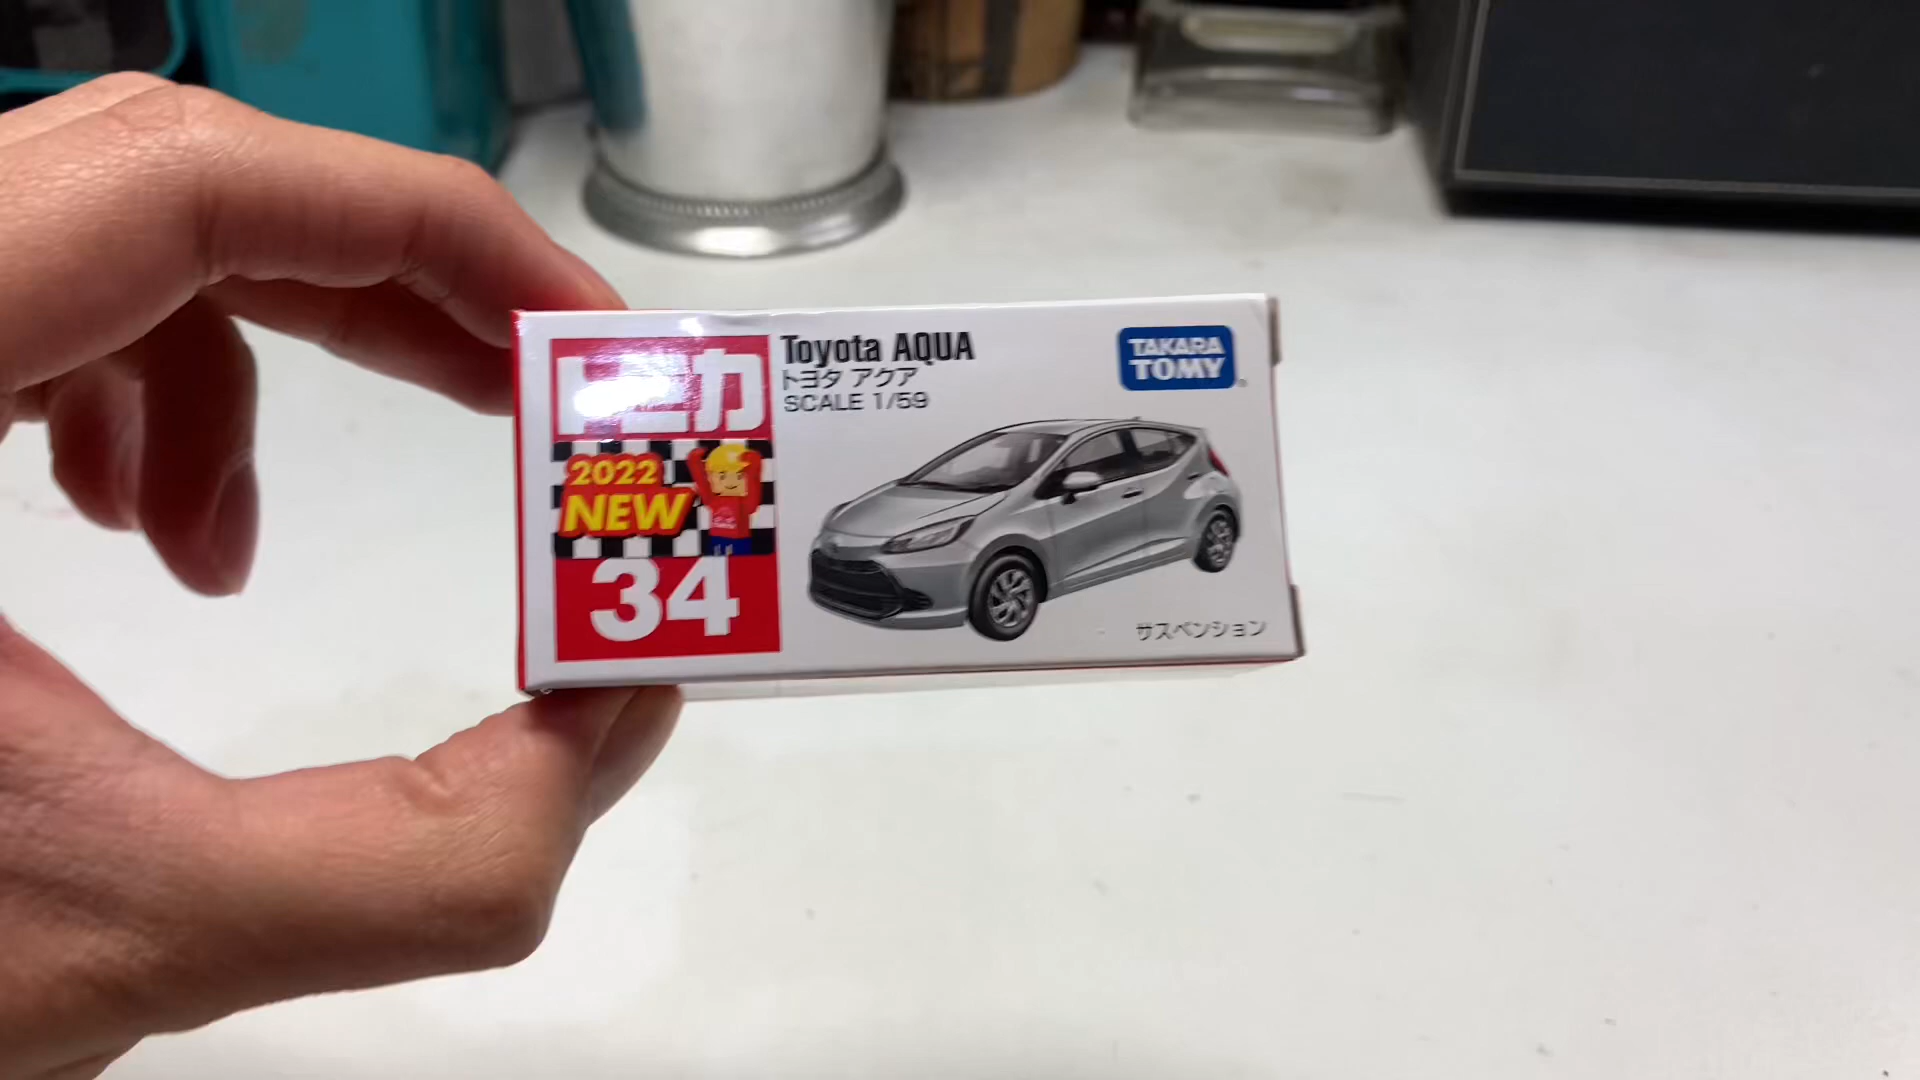 トミカ
2022
NEW
34
Toyota AQUA
トヨタ アクア
SCALE 1/59
TAKARA
TOMY
サスペンション